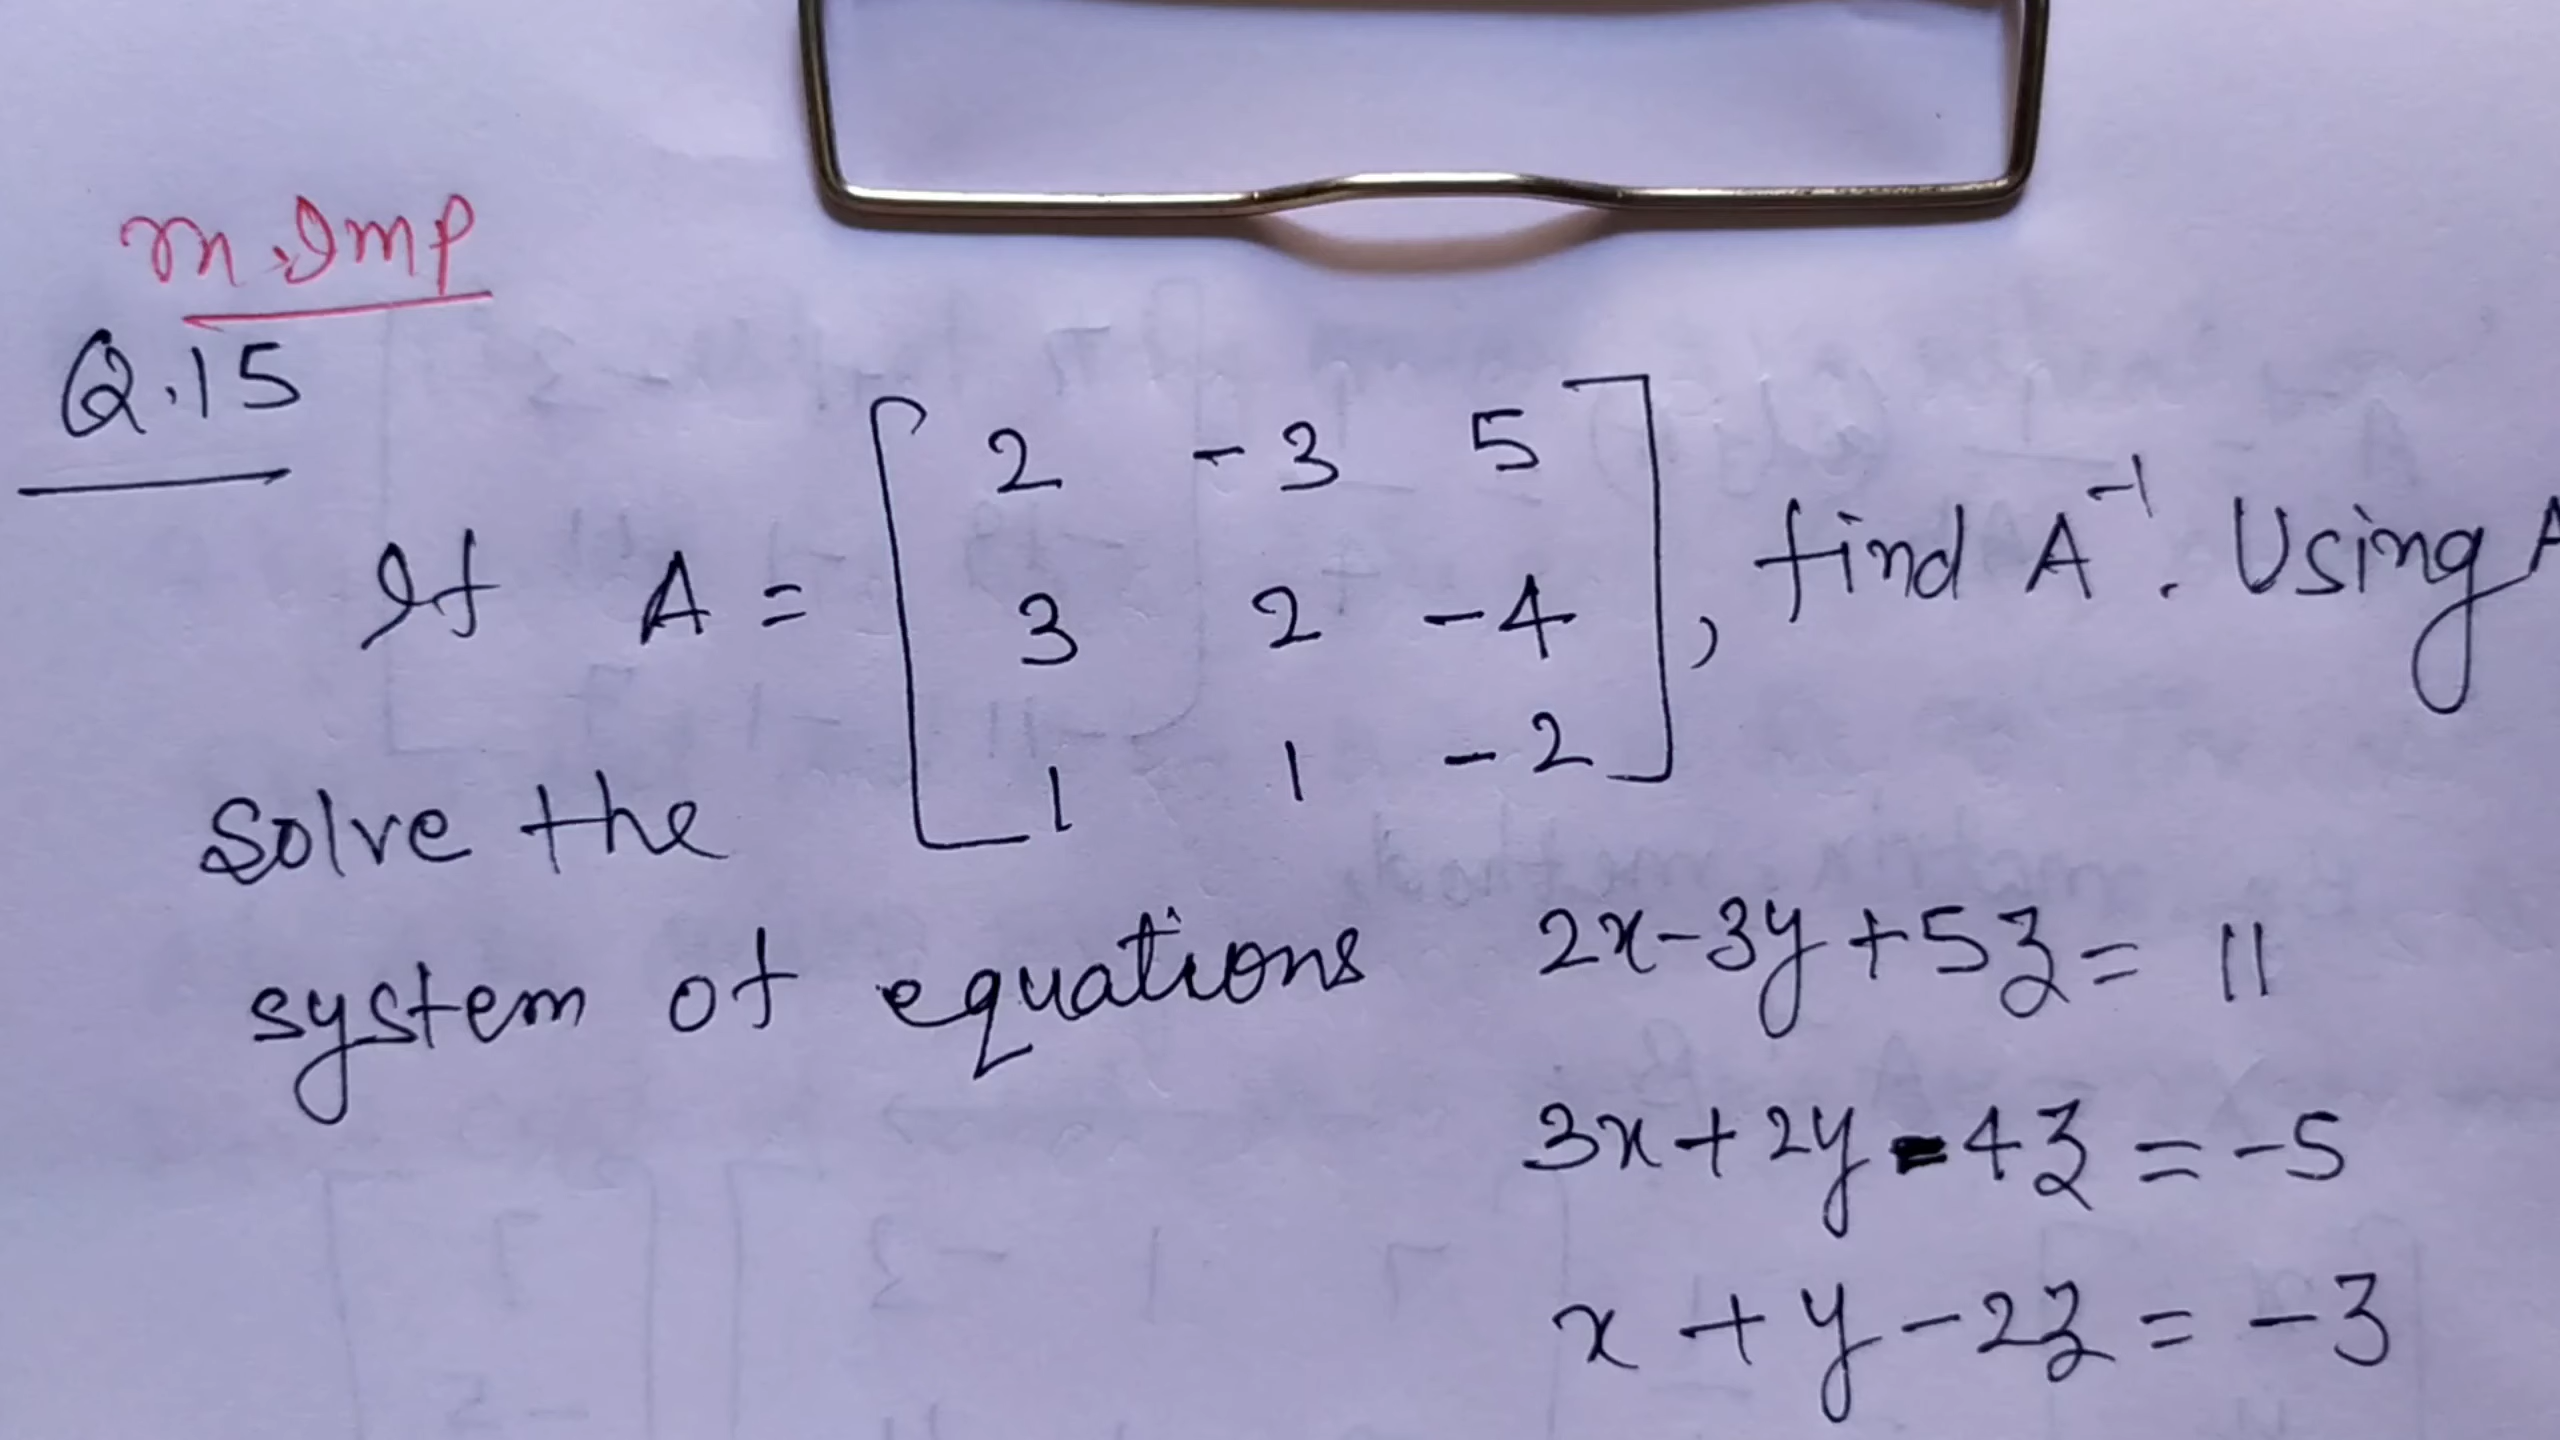 m.Imp
Q.15
If A = [ 2 -3 5
3 2 -4
1 1 -2 ], find A⁻¹. Using A
solve the
system of equations 2x-3y+5z= 11
3x+2y-4z = -5
x+y-2z = -3